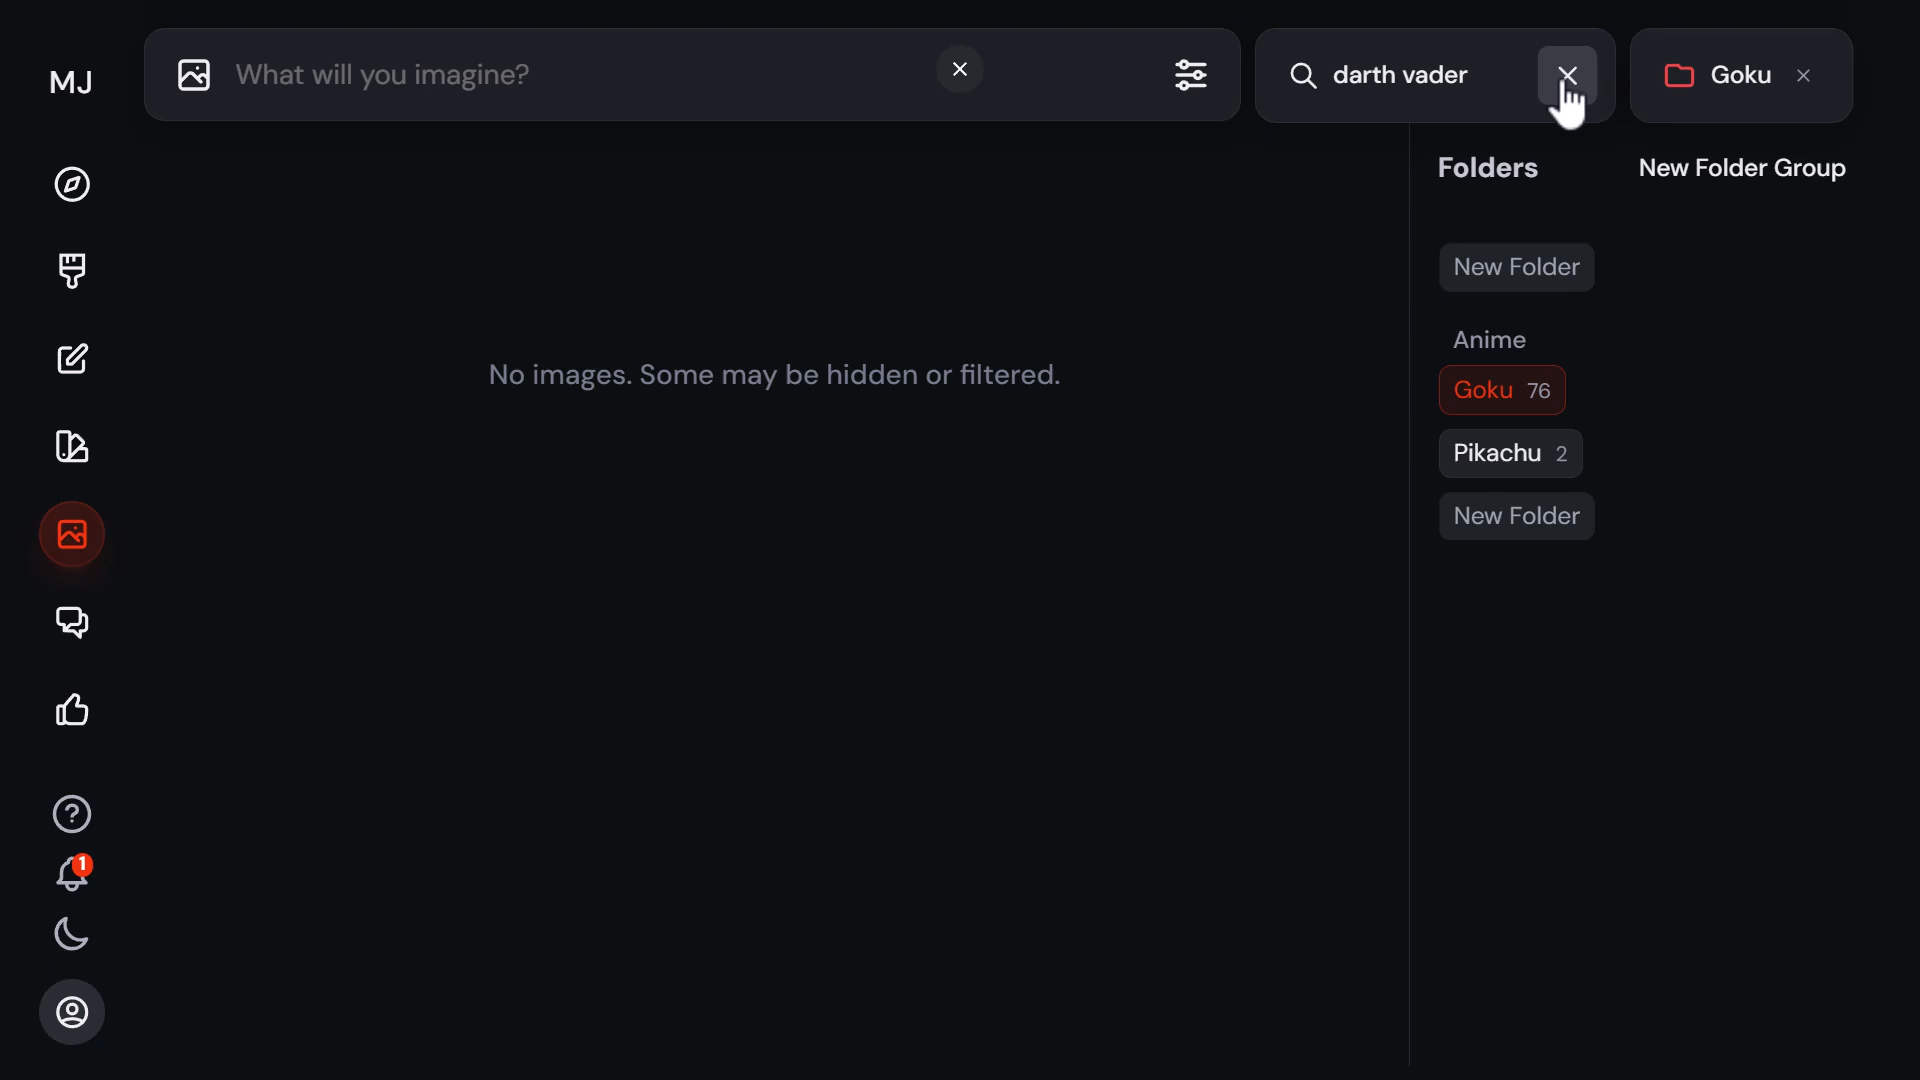 MJ
What will you imagine?
darth vader
Goku
Folders
New Folder Group
New Folder
Anime
Goku 76
Pikachu 2
New Folder
No images. Some may be hidden or filtered.
?
1